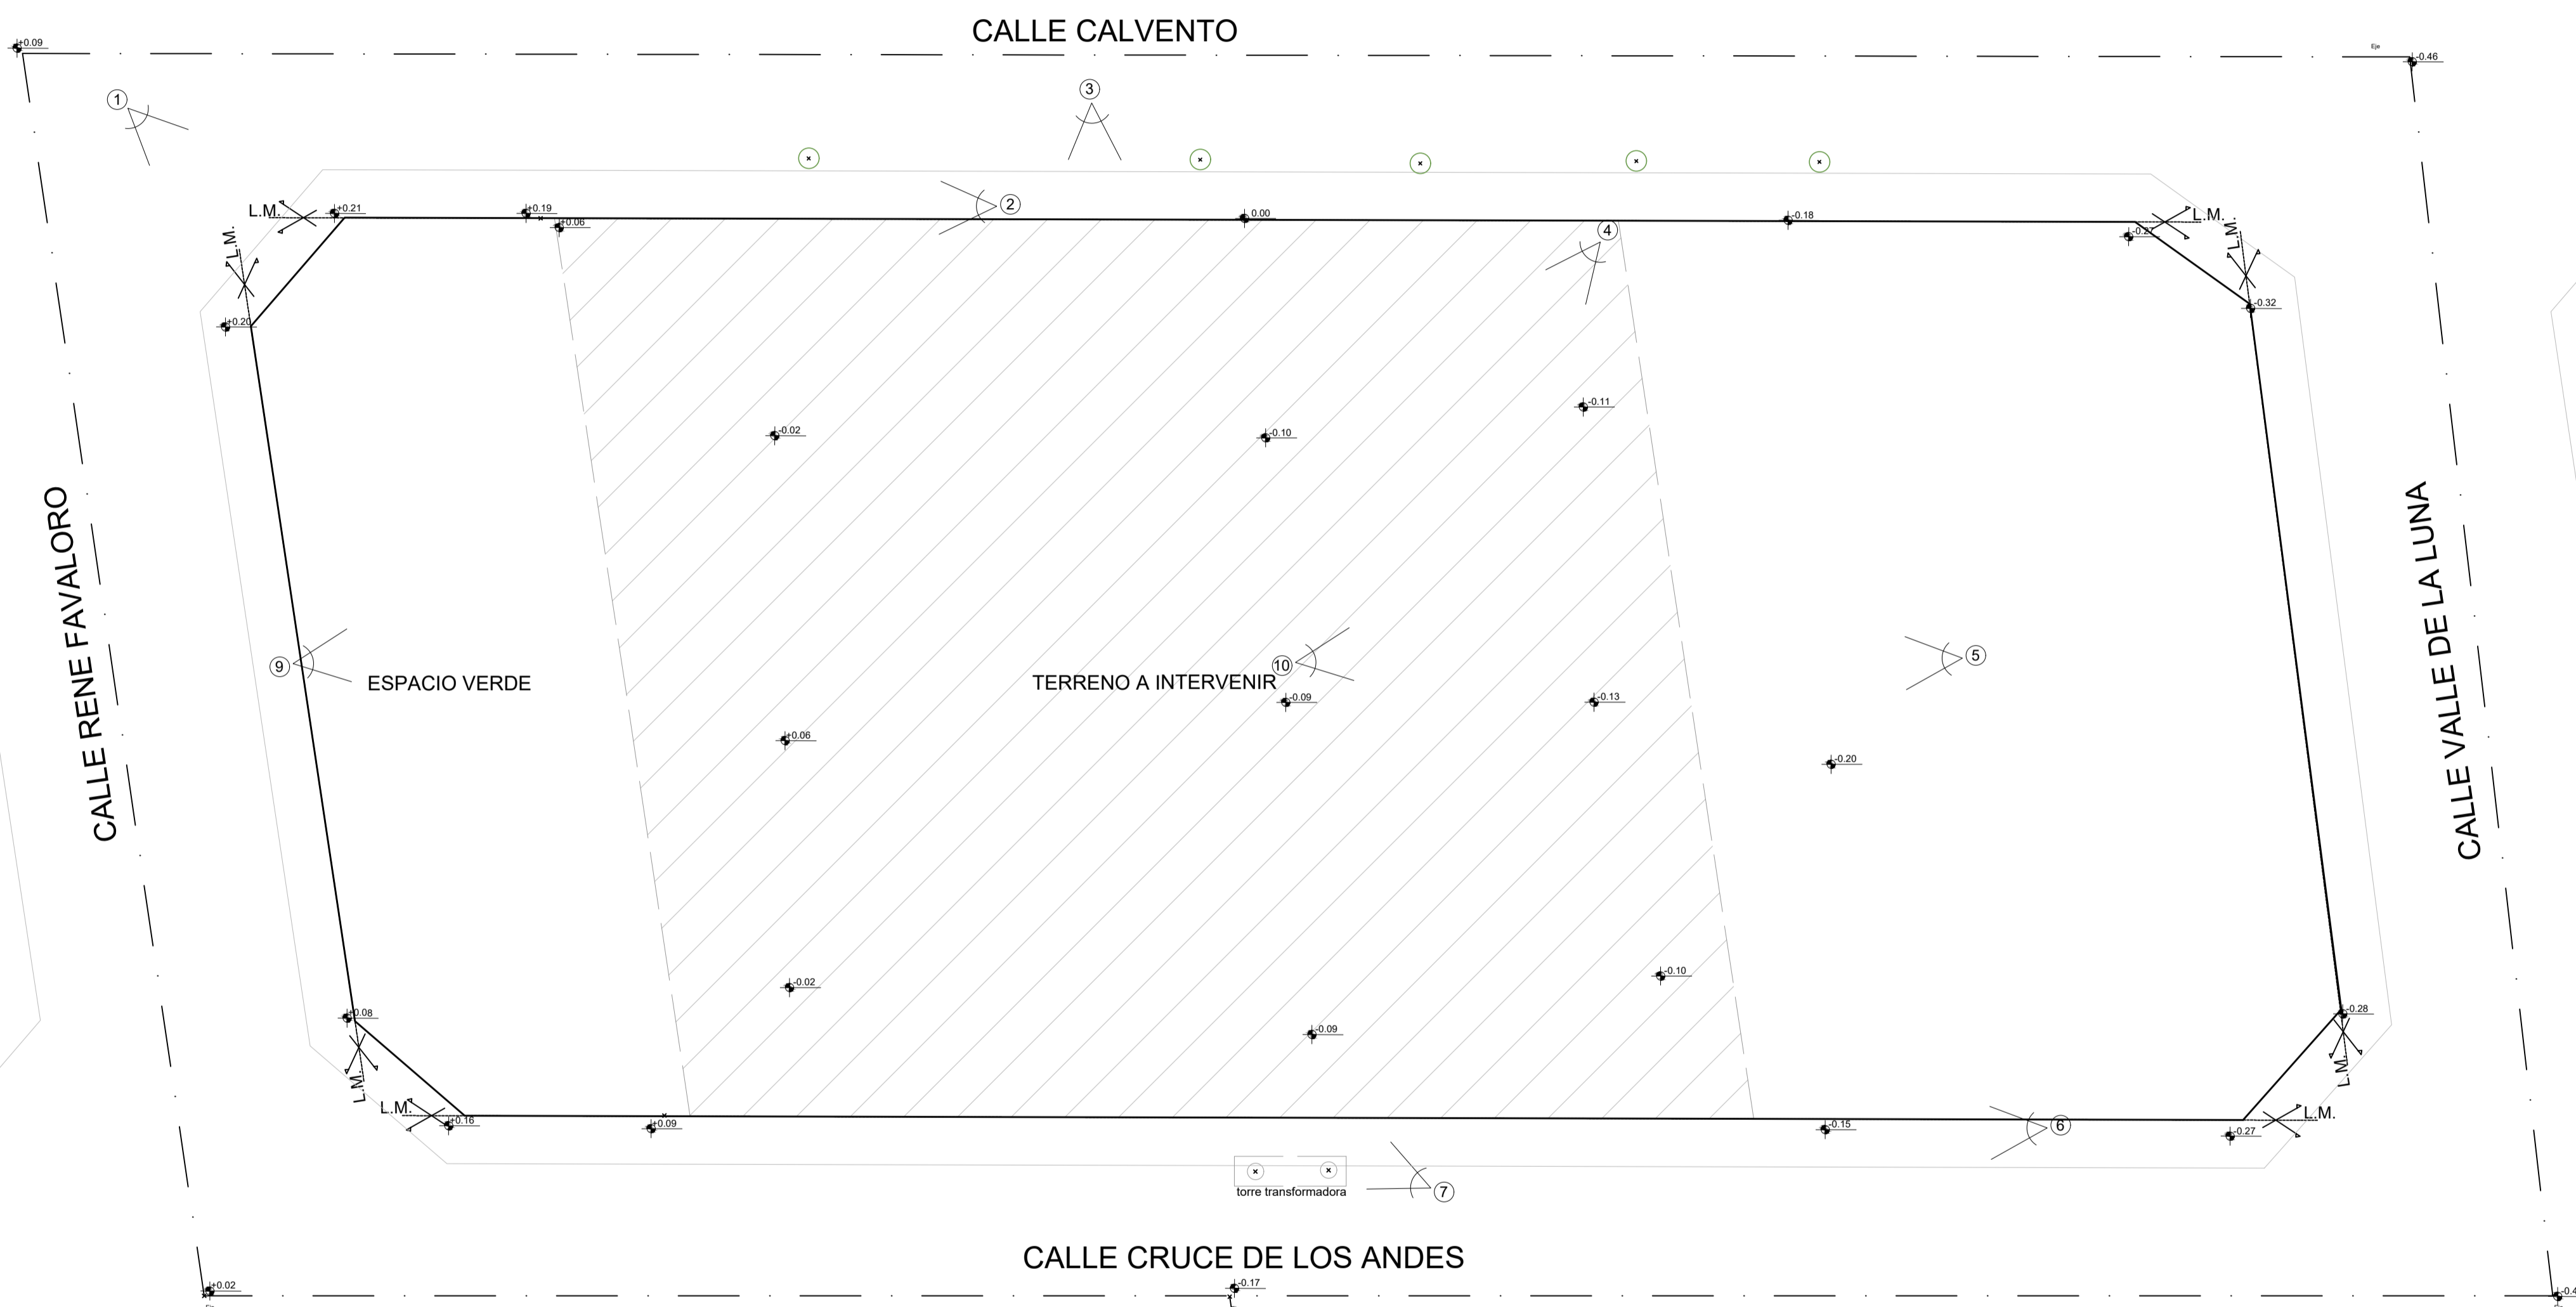 CALLE CALVENTO
+0.09
Eje
-0.46
1
3
L.M.
+0.21
+0.19
+0.06
2
0.00
4
-0.18
L.M.
-0.27
L.M.
L.M.
+0.20
-0.32
-0.11
-0.02
-0.10
CALLE RENE FAVALORO
CALLE VALLE DE LA LUNA
9
ESPACIO VERDE
TERRENO A INTERVENIR
10
5
-0.09
-0.13
+0.06
-0.20
-0.02
-0.10
+0.08
-0.09
-0.28
L.M.
L.M.
L.M.
+0.16
+0.09
-0.15
6
-0.27
L.M.
torre transformadora
7
CALLE CRUCE DE LOS ANDES
+0.02
-0.17